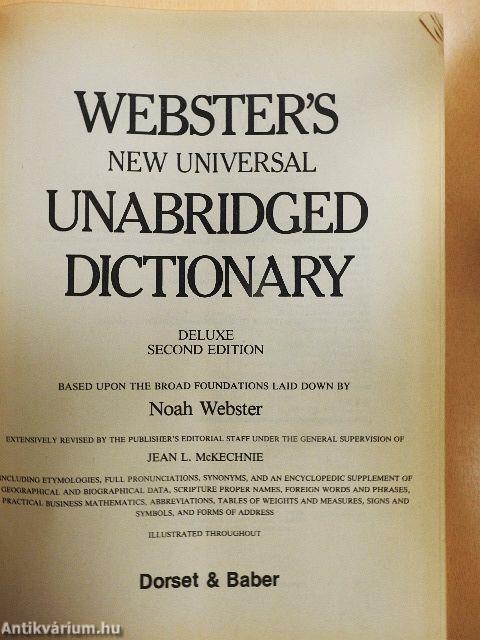 WEBSTER'S
NEW UNIVERSAL
UNABRIDGED
DICTIONARY
DELUXE
SECOND EDITION
BASED UPON THE BROAD FOUNDATIONS LAID DOWN BY
Noah Webster
EXTENSIVELY REVISED BY THE PUBLISHER'S EDITORIAL STAFF UNDER THE GENERAL SUPERVISION OF
JEAN L. McKECHNIE
INCLUDING ETYMOLOGIES, FULL PRONUNCIATIONS, SYNONYMS, AND AN ENCYCLOPEDIC SUPPLEMENT OF
GEOGRAPHICAL AND BIOGRAPHICAL DATA, SCRIPTURE PROPER NAMES, FOREIGN WORDS AND PHRASES,
PRACTICAL BUSINESS MATHEMATICS, ABBREVIATIONS, TABLES OF WEIGHTS AND MEASURES, SIGNS AND
SYMBOLS, AND FORMS OF ADDRESS
ILLUSTRATED THROUGHOUT
Dorset & Baber
Antikvárium.hu